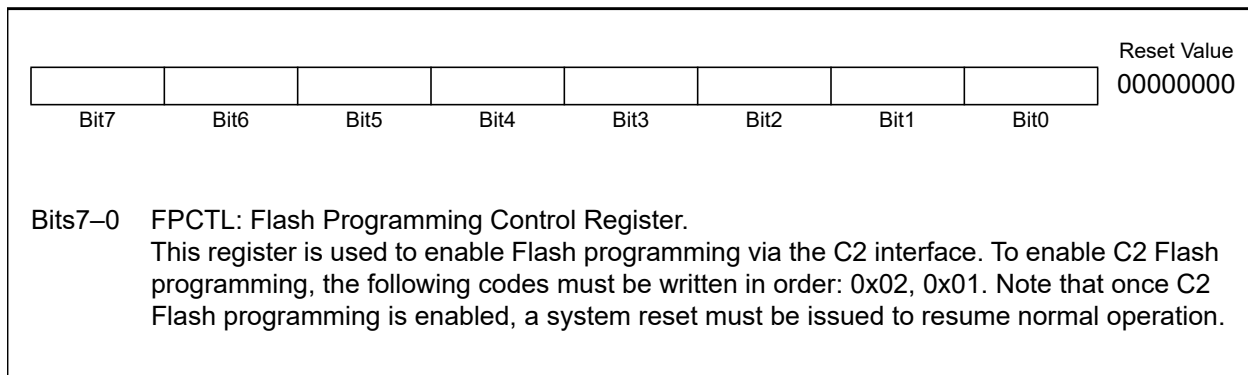 Reset Value
00000000
Bit7 Bit6 Bit5 Bit4 Bit3 Bit2 Bit1 Bit0
Bits7–0 FPCTL: Flash Programming Control Register.
This register is used to enable Flash programming via the C2 interface. To enable C2 Flash
programming, the following codes must be written in order: 0x02, 0x01. Note that once C2
Flash programming is enabled, a system reset must be issued to resume normal operation.